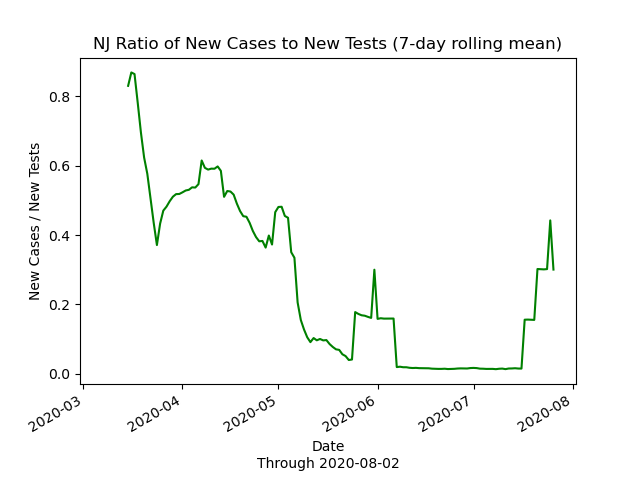 NJ Ratio of New Cases to New Tests (7-day rolling mean)
New Cases / New Tests
0.8
0.6
0.4
0.2
0.0
2020-03
2020-04
2020-05
2020-06
2020-07
2020-08
Date
Through 2020-08-02